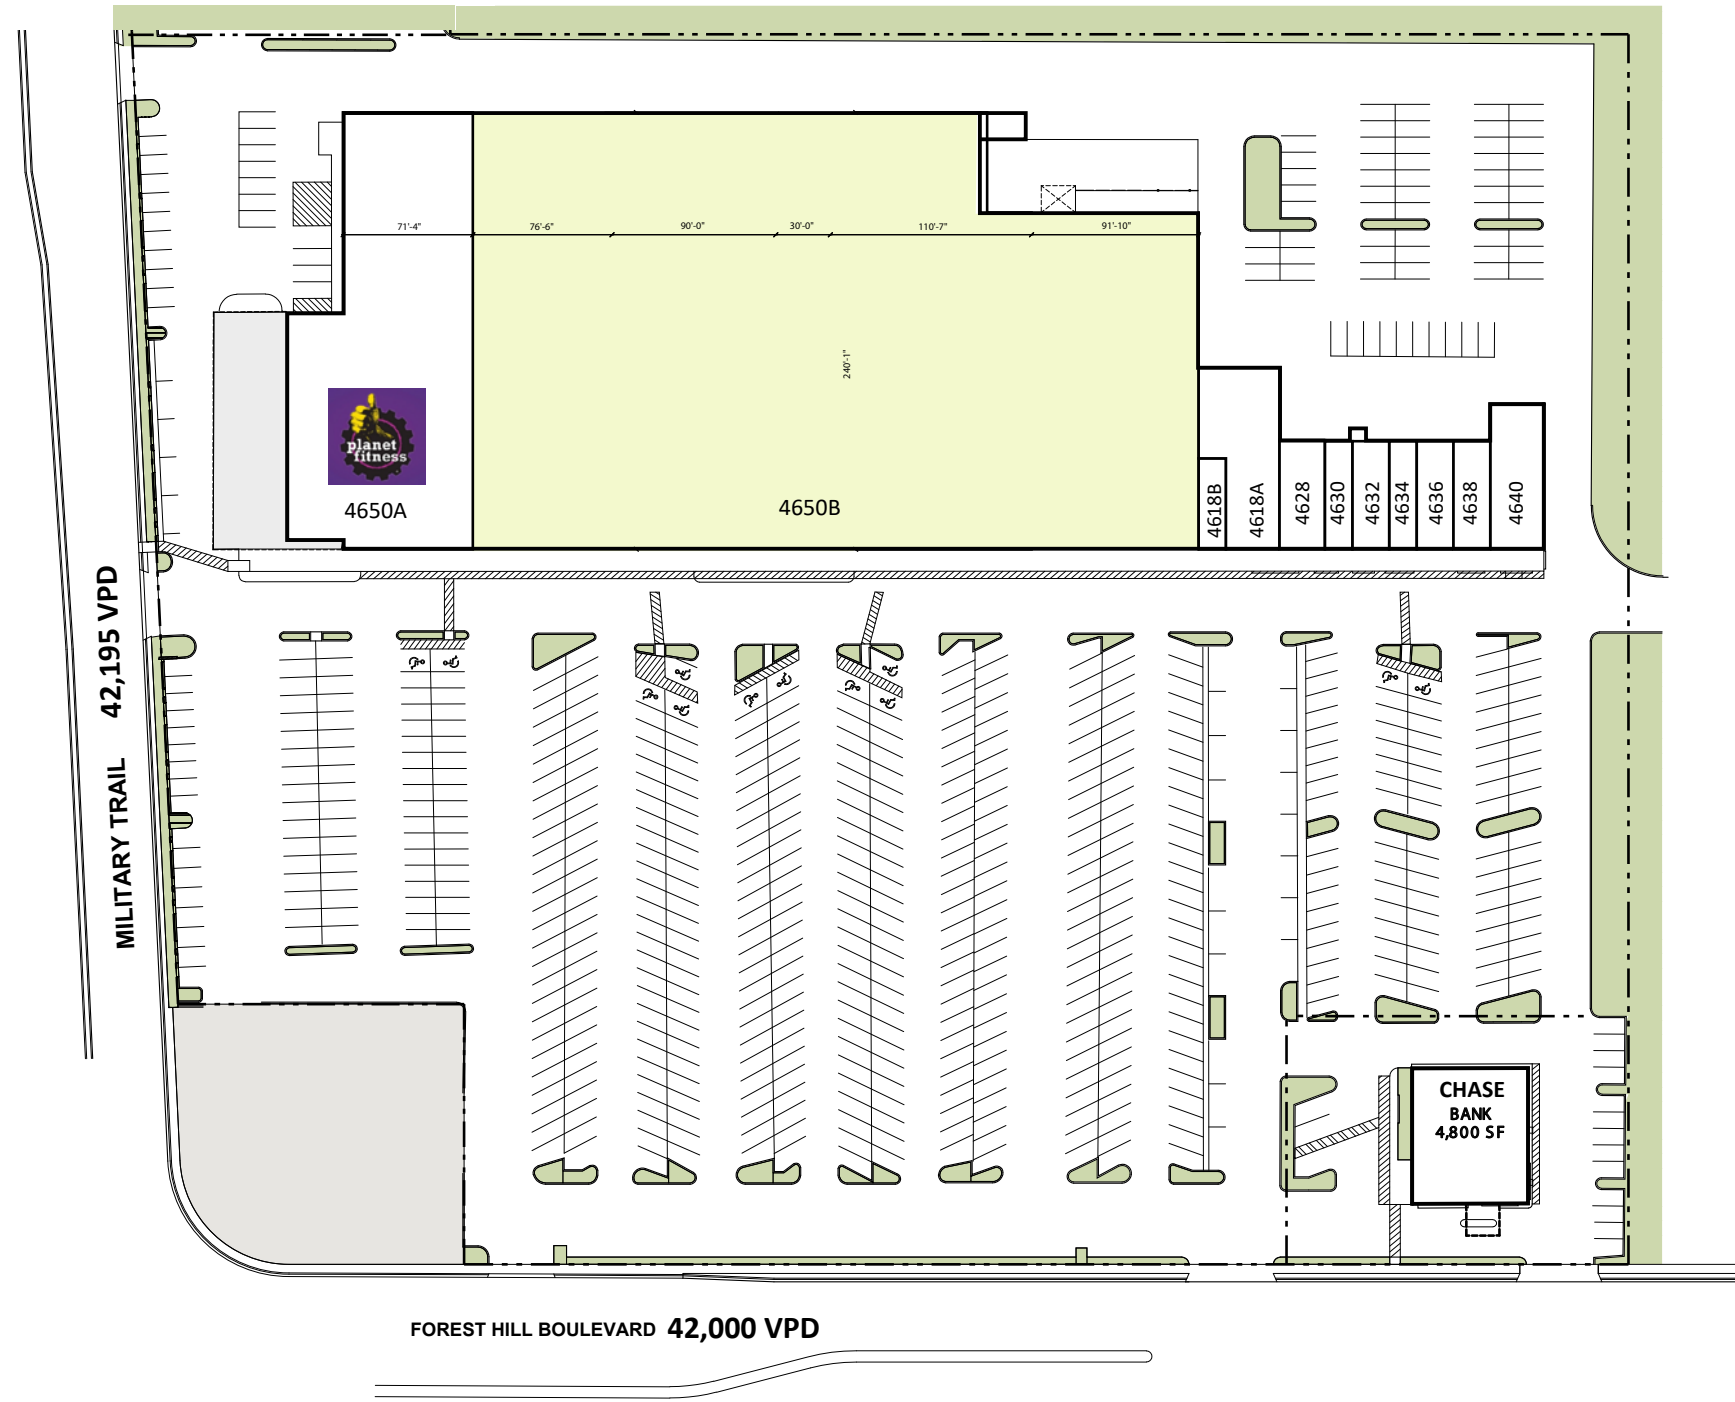 71'-4"
76'-6"
90'-0"
30'-0"
110'-7"
91'-10"
240'-1"
planet
fitness
4650A
4650B
4618B
4618A
4628
4630
4632
4634
4636
4638
4640
MILITARY TRAIL 42,195 VPD
CHASE
BANK
4,800 SF
FOREST HILL BOULEVARD 42,000 VPD